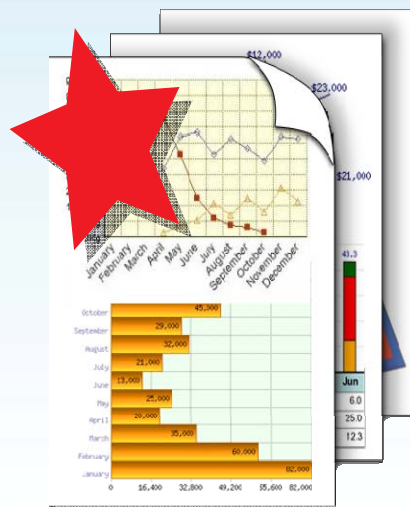 $12,000
$23,000
$21,000
January
February
March
April
May
June
July
August
September
October
November
December
43.3
October 45,000
September 29,000
August 32,000
July 21,000
June 13,000
May 25,000
April 20,000
March 35,000
February 60,000
January 82,000
0 16,400 32,800 49,200 65,600 82,000
Jun
6.0
25.0
12.3